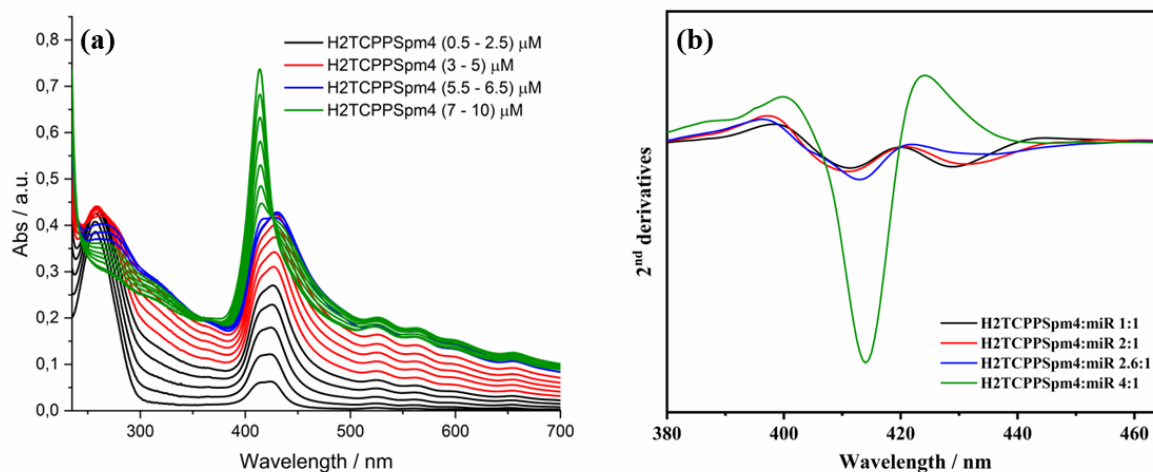 (a)
H2TCPPSpm4 (0.5 - 2.5) μM
H2TCPPSpm4 (3 - 5) μM
H2TCPPSpm4 (5.5 - 6.5) μM
H2TCPPSpm4 (7 - 10) μM
Abs / a.u.
0,8
0,7
0,6
0,5
0,4
0,3
0,2
0,1
0,0
300 400 500 600 700
Wavelength / nm
(b)
2nd derivatives
H2TCPPSpm4:miR 1:1
H2TCPPSpm4:miR 2:1
H2TCPPSpm4:miR 2.6:1
H2TCPPSpm4:miR 4:1
380 400 420 440 460
Wavelength / nm